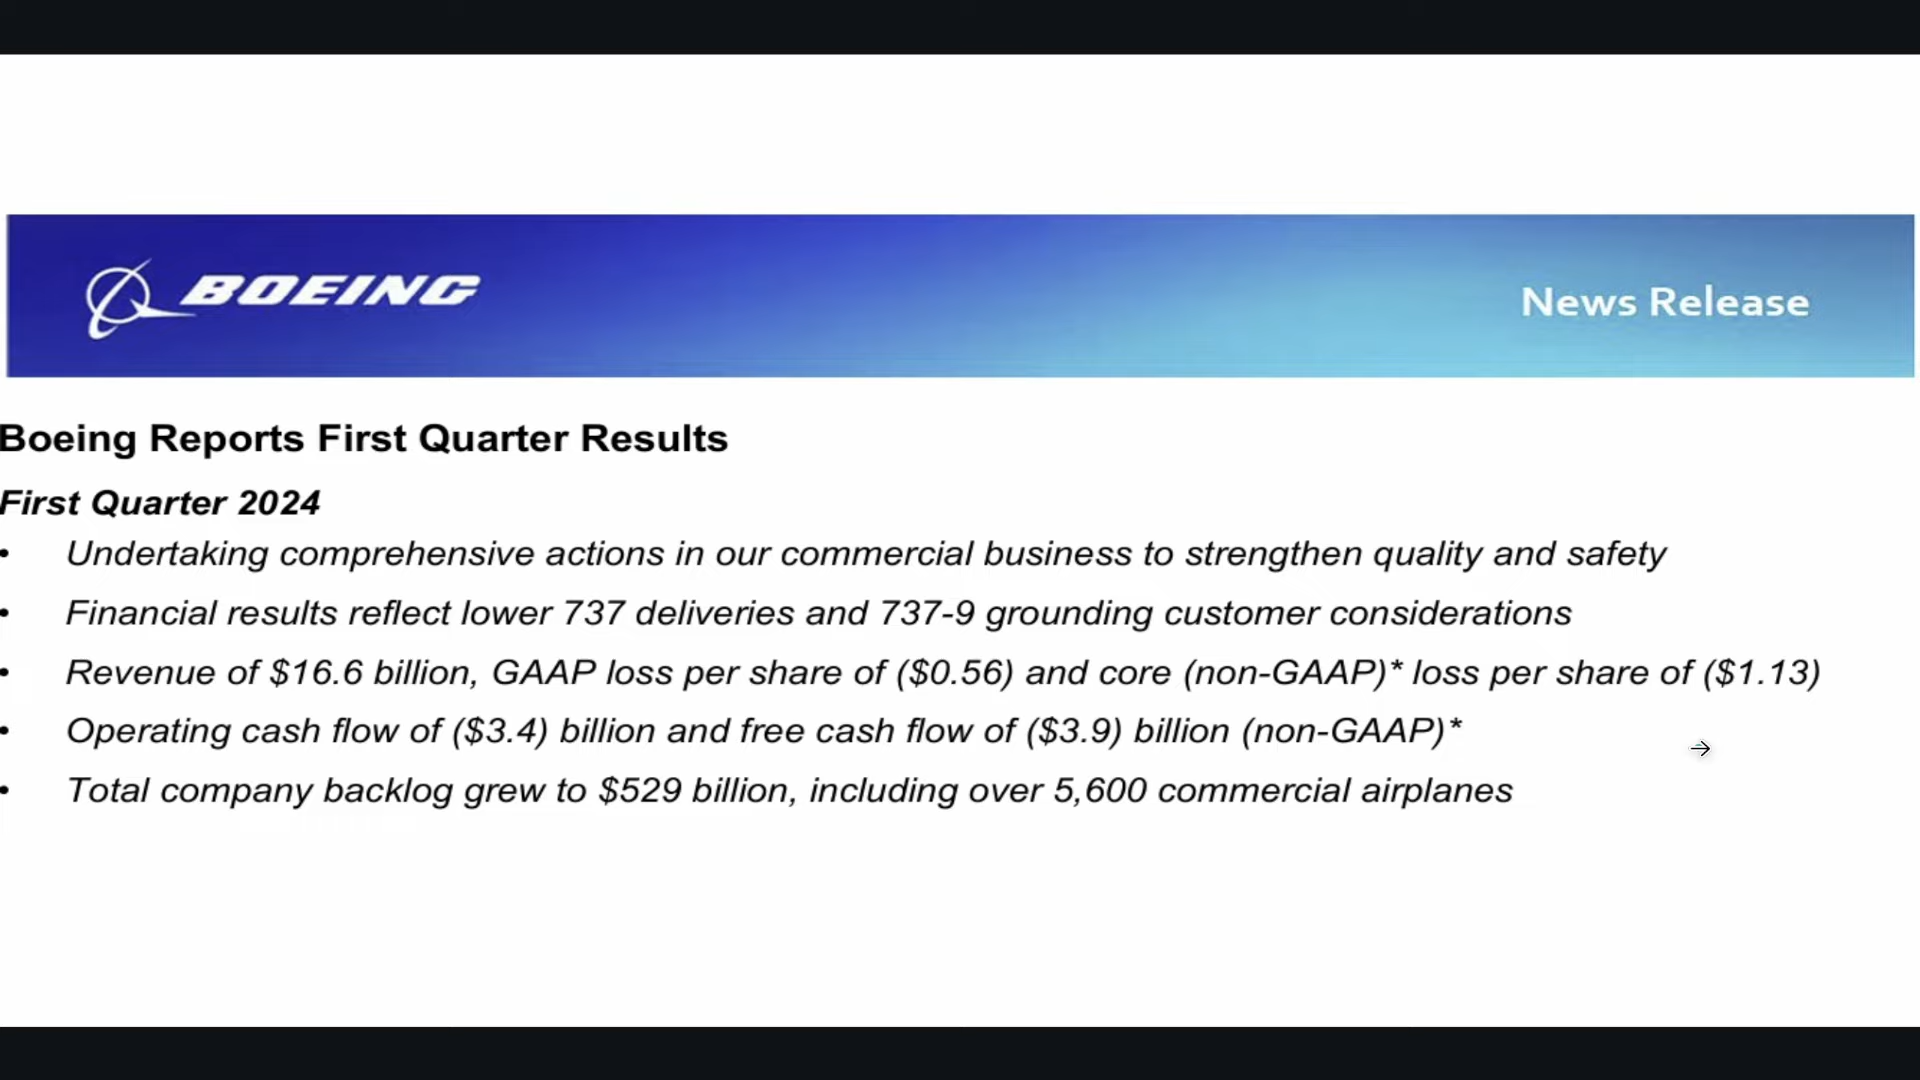 BOEING
News Release
Boeing Reports First Quarter Results
First Quarter 2024
• Undertaking comprehensive actions in our commercial business to strengthen quality and safety
• Financial results reflect lower 737 deliveries and 737-9 grounding customer considerations
• Revenue of $16.6 billion, GAAP loss per share of ($0.56) and core (non-GAAP)* loss per share of ($1.13)
• Operating cash flow of ($3.4) billion and free cash flow of ($3.9) billion (non-GAAP)*
• Total company backlog grew to $529 billion, including over 5,600 commercial airplanes